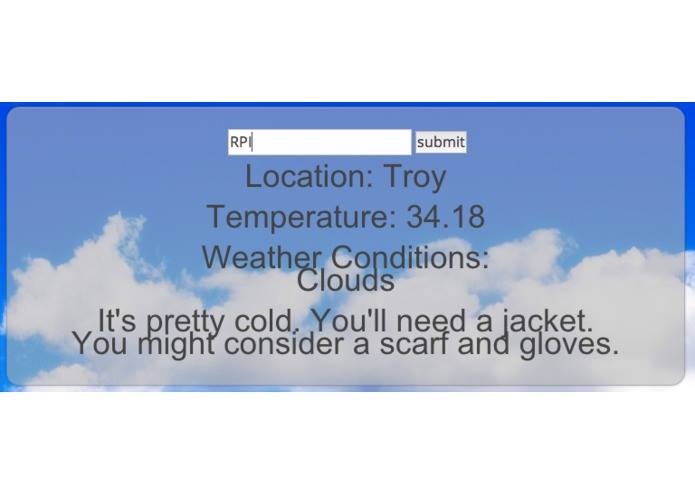 RPI
submit
Location: Troy
Temperature: 34.18
Weather Conditions:
Clouds
It's pretty cold. You'll need a jacket.
You might consider a scarf and gloves.